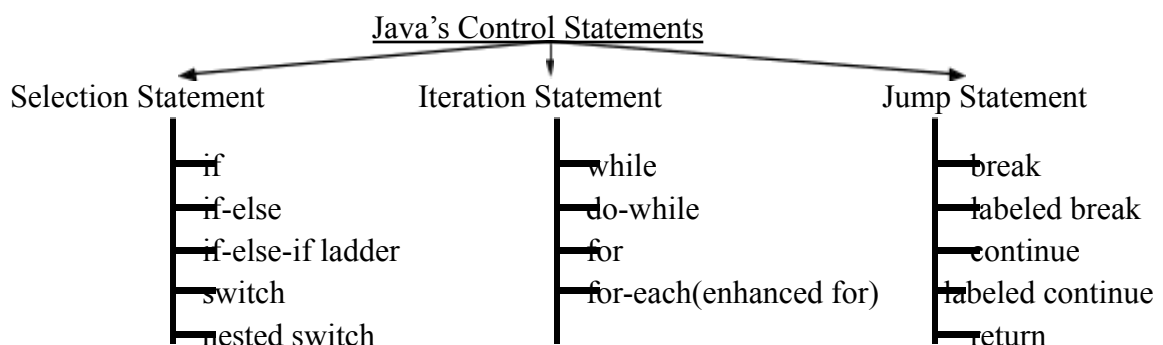 Java’s Control Statements
Selection Statement Iteration Statement Jump Statement
if while break
if-else do-while labeled break
if-else-if ladder for continue
switch for-each(enhanced for) labeled continue
nested switch return